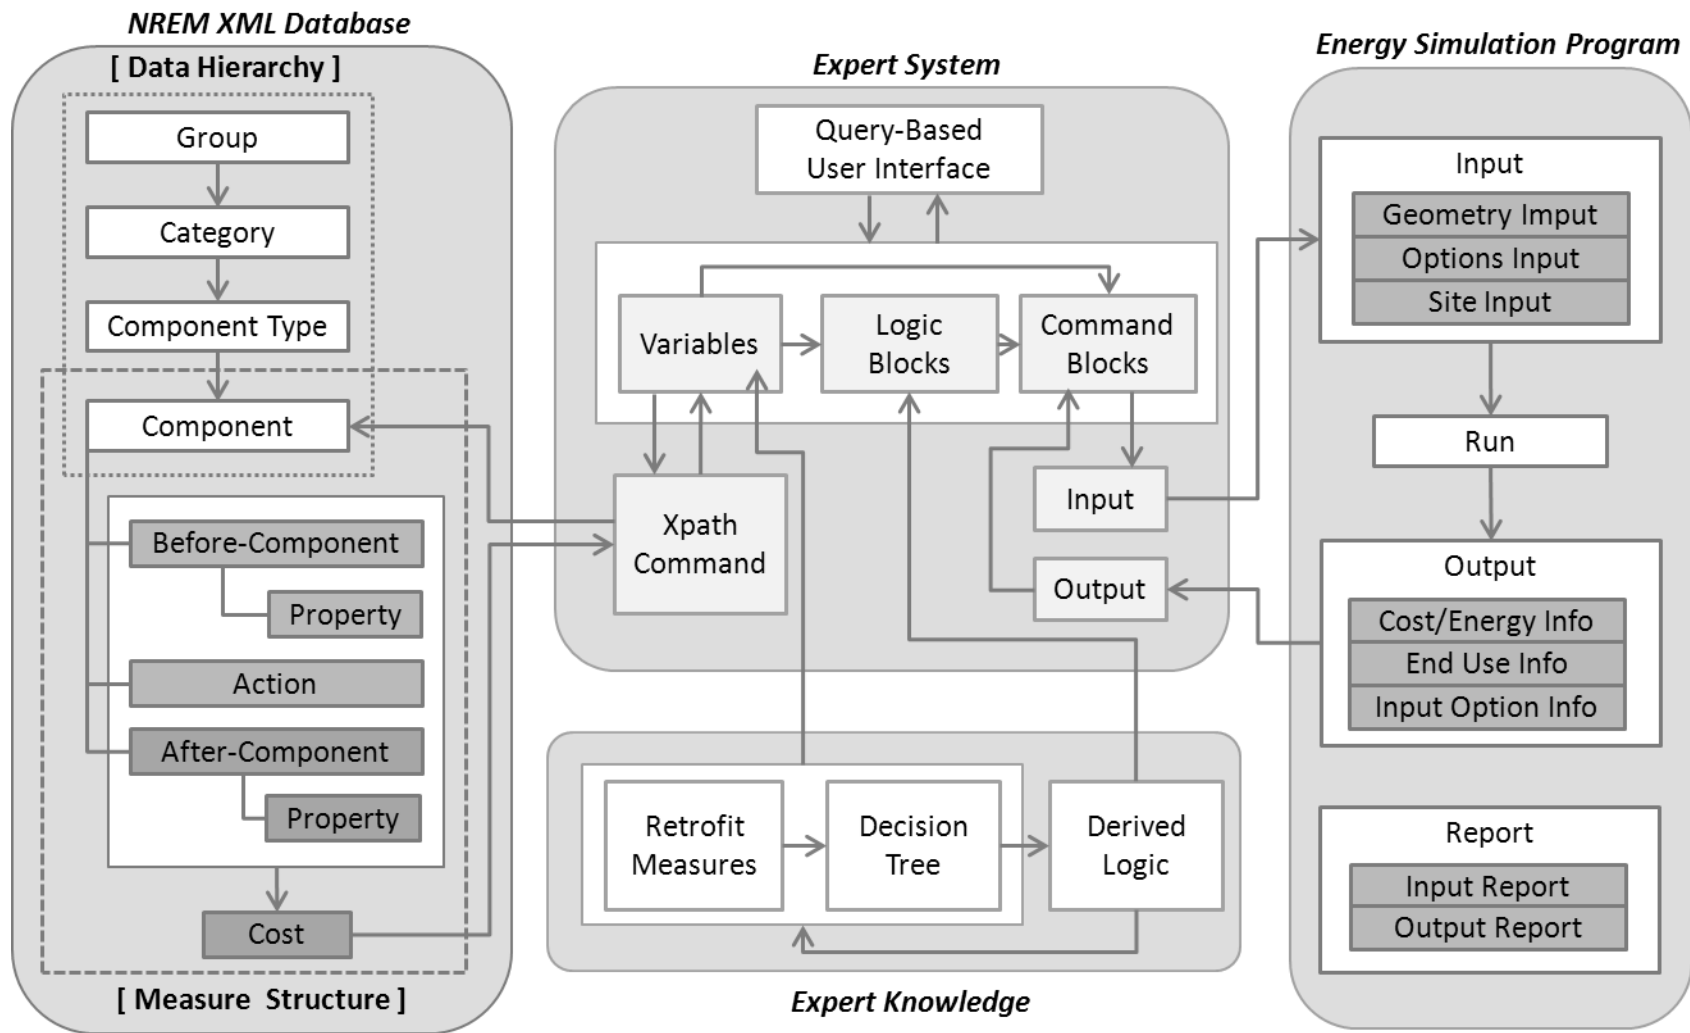 NREM XML Database
[ Data Hierarchy ]
Group
Category
Component Type
Component
Before-Component
Property
Action
After-Component
Property
Cost
[ Measure Structure ]
Expert System
Query-Based
User Interface
Variables
Logic
Blocks
Command
Blocks
Xpath
Command
Input
Output
Retrofit
Measures
Decision
Tree
Derived
Logic
Expert Knowledge
Energy Simulation Program
Input
Geometry Imput
Options Input
Site Input
Run
Output
Cost/Energy Info
End Use Info
Input Option Info
Report
Input Report
Output Report